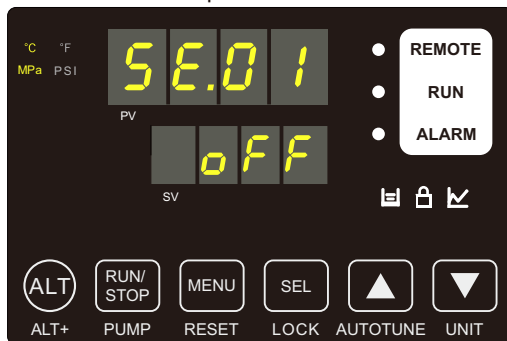 °C °F
MPa PSI
SE.01
PV
oFF
SV
REMOTE
RUN
ALARM
ALT
RUN/
STOP
MENU
SEL
ALT+ PUMP RESET LOCK AUTOTUNE UNIT